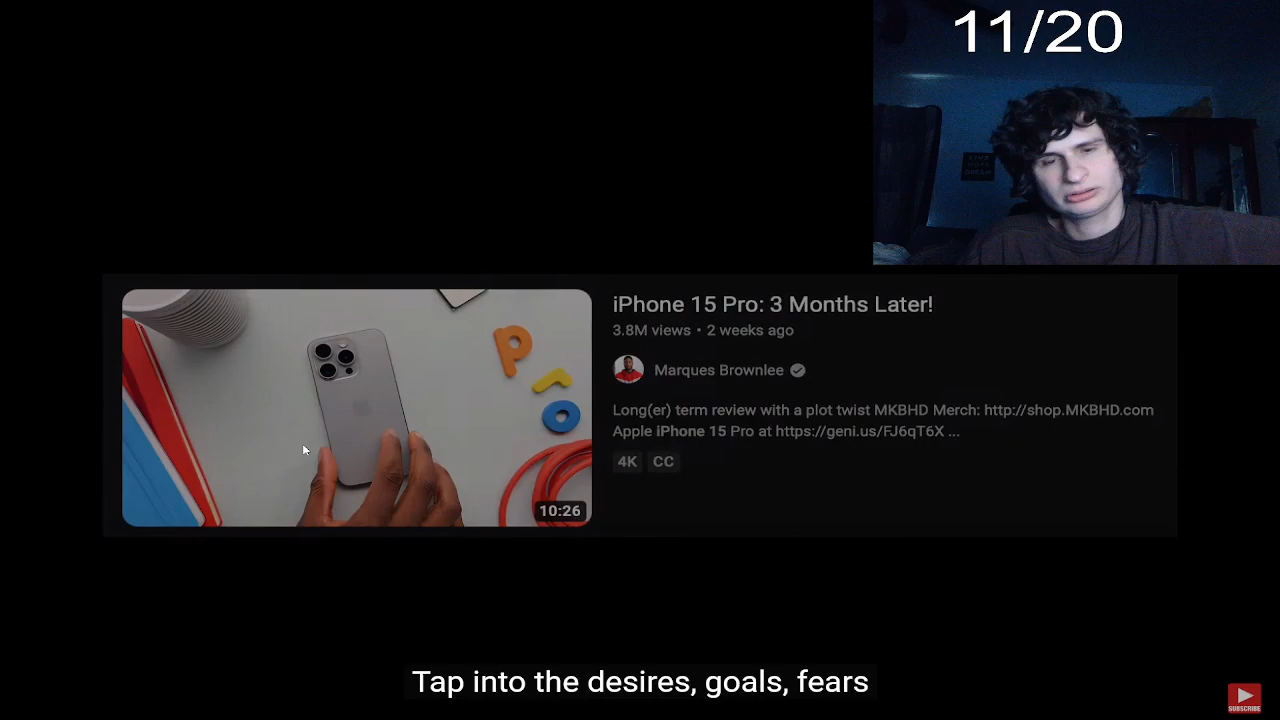 11/20
iPhone 15 Pro: 3 Months Later!
3.8M views • 2 weeks ago
Marques Brownlee
Long(er) term review with a plot twist MKBHD Merch: http://shop.MKBHD.com
Apple iPhone 15 Pro at https://geni.us/FJ6qT6X ...
4K CC
Pro
10:26
Tap into the desires, goals, fears
SUBSCRIBE